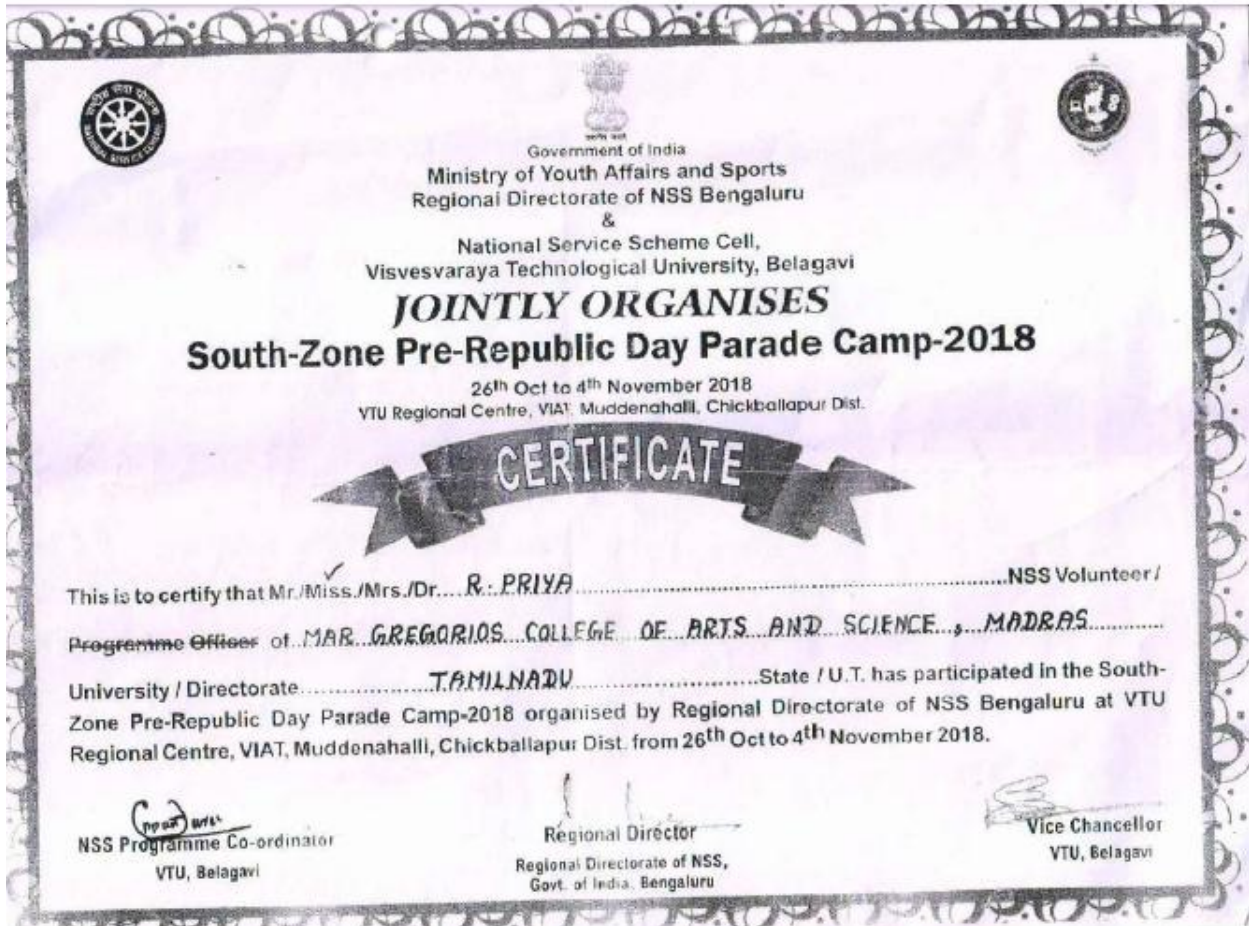 Government of India
Ministry of Youth Affairs and Sports
Regional Directorate of NSS Bengaluru
&
National Service Scheme Cell,
Visvesvaraya Technological University, Belagavi
JOINTLY ORGANISES
South-Zone Pre-Republic Day Parade Camp-2018
26th Oct to 4th November 2018
VTU Regional Centre, VIAT, Muddenahalli, Chickballapur Dist.
CERTIFICATE
This is to certify that Mr./Miss./Mrs./Dr.... R. PRIYA ....NSS Volunteer /
Programme Officer of MAR GREGORIOS COLLEGE OF ARTS AND SCIENCE, MADRAS
University / Directorate.... TAMILNADU ....State / U.T. has participated in the South-
Zone Pre-Republic Day Parade Camp-2018 organised by Regional Directorate of NSS Bengaluru at VTU
Regional Centre, VIAT, Muddenahalli, Chickballapur Dist. from 26th Oct to 4th November 2018.
NSS Programme Co-ordinator
VTU, Belagavi
Regional Director
Regional Directorate of NSS,
Govt. of India, Bengaluru
Vice Chancellor
VTU, Belagavi